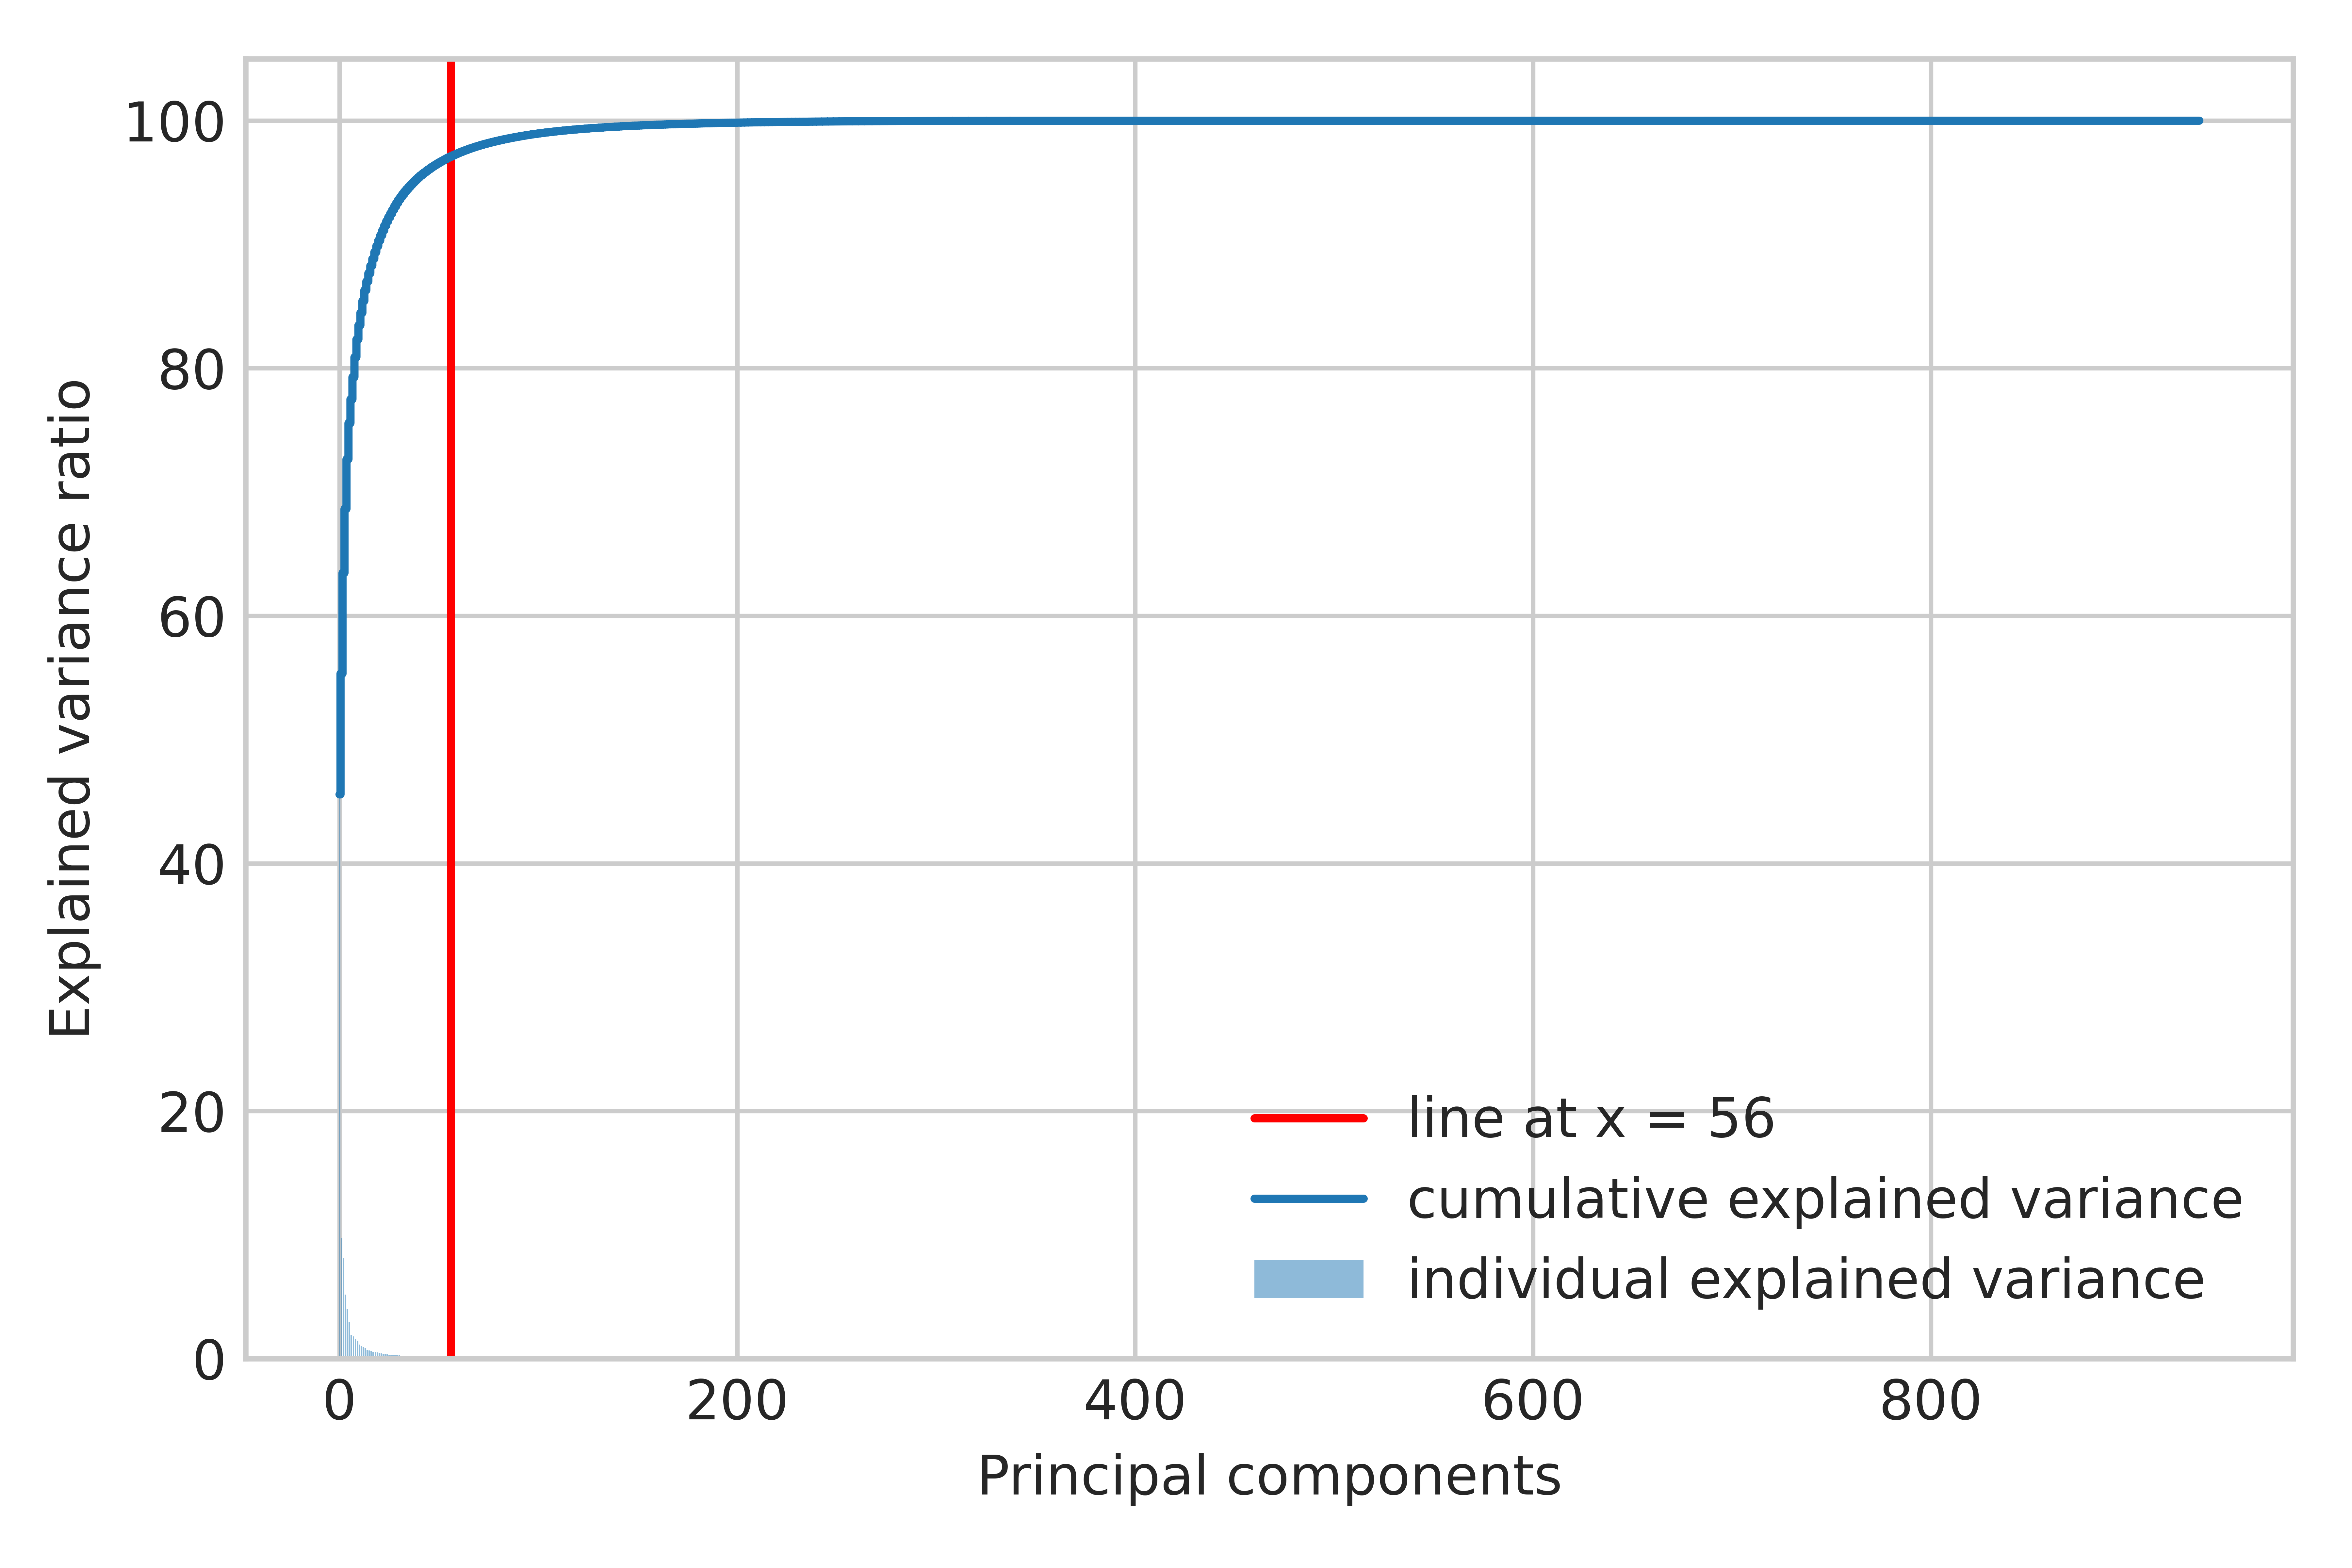 100
80
60
40
20
0
Explained variance ratio
line at x = 56
cumulative explained variance
individual explained variance
0 200 400 600 800
Principal components